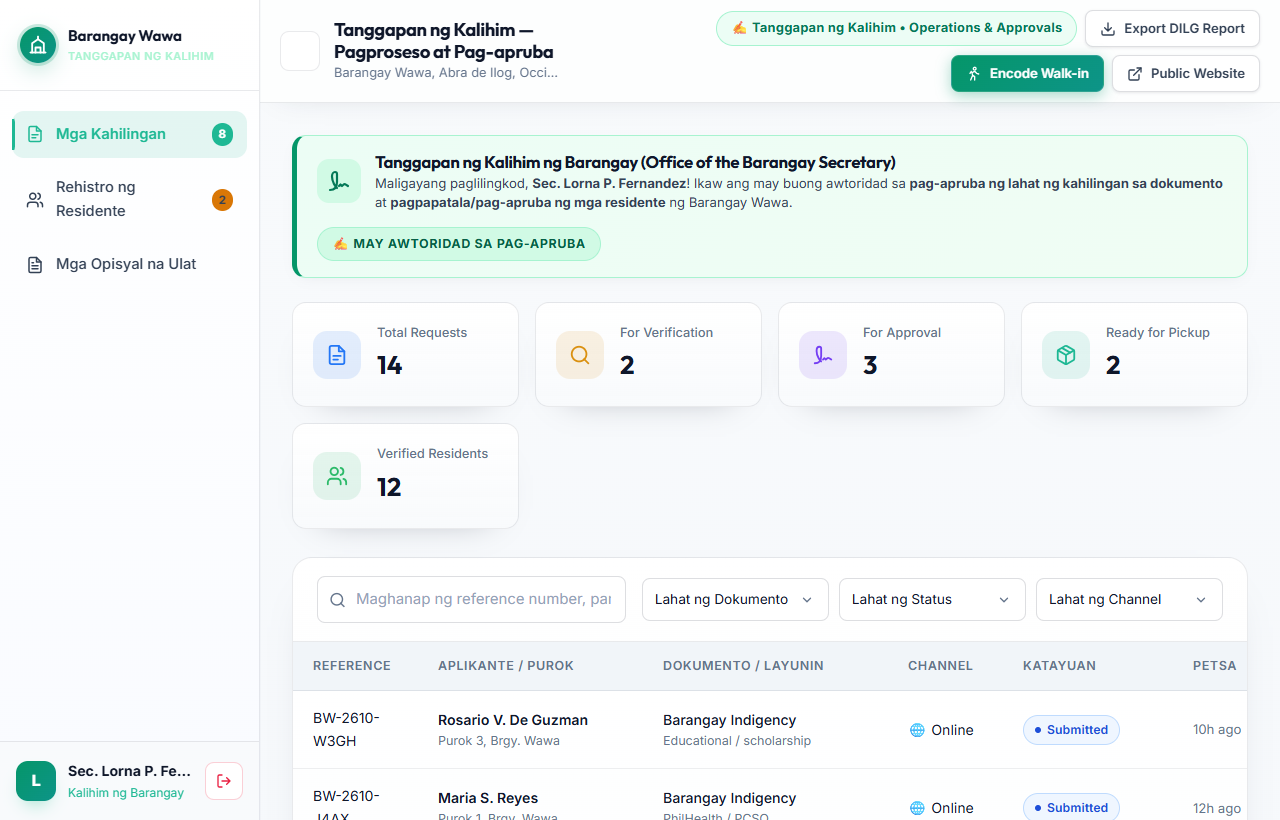 Barangay Wawa
TANGGAPAN NG KALIHIM
Mga Kahilingan
8
Rehistro ng
Residente
2
Mga Opisyal na Ulat
L
Sec. Lorna P. Fe...
Kalihim ng Barangay
Tanggapan ng Kalihim —
Pagproseso at Pag-apruba
Barangay Wawa, Abra de Ilog, Occi...
✍️ Tanggapan ng Kalihim • Operations & Approvals
Export DILG Report
Encode Walk-in
Public Website
Tanggapan ng Kalihim ng Barangay (Office of the Barangay Secretary)
Maligayang paglilingkod, Sec. Lorna P. Fernandez! Ikaw ang may buong awtoridad sa pag-apruba ng lahat ng kahilingan sa dokumento
at pagpapatala/pag-apruba ng mga residente ng Barangay Wawa.
✍️ MAY AWTORIDAD SA PAG-APRUBA
Total Requests
14
For Verification
2
For Approval
3
Ready for Pickup
2
Verified Residents
12
Maghanap ng reference number, pa
Lahat ng Dokumento
Lahat ng Status
Lahat ng Channel
REFERENCE APLIKANTE / PUROK DOKUMENTO / LAYUNIN CHANNEL KATAYUAN PETSA
BW-2610-
W3GH
Rosario V. De Guzman
Purok 3, Brgy. Wawa
Barangay Indigency
Educational / scholarship
🌐 Online
Submitted
10h ago
BW-2610-
J4AX
Maria S. Reyes
Purok 1, Brgy. Wawa
Barangay Indigency
PhilHealth / PCSO
🌐 Online
Submitted
12h ago